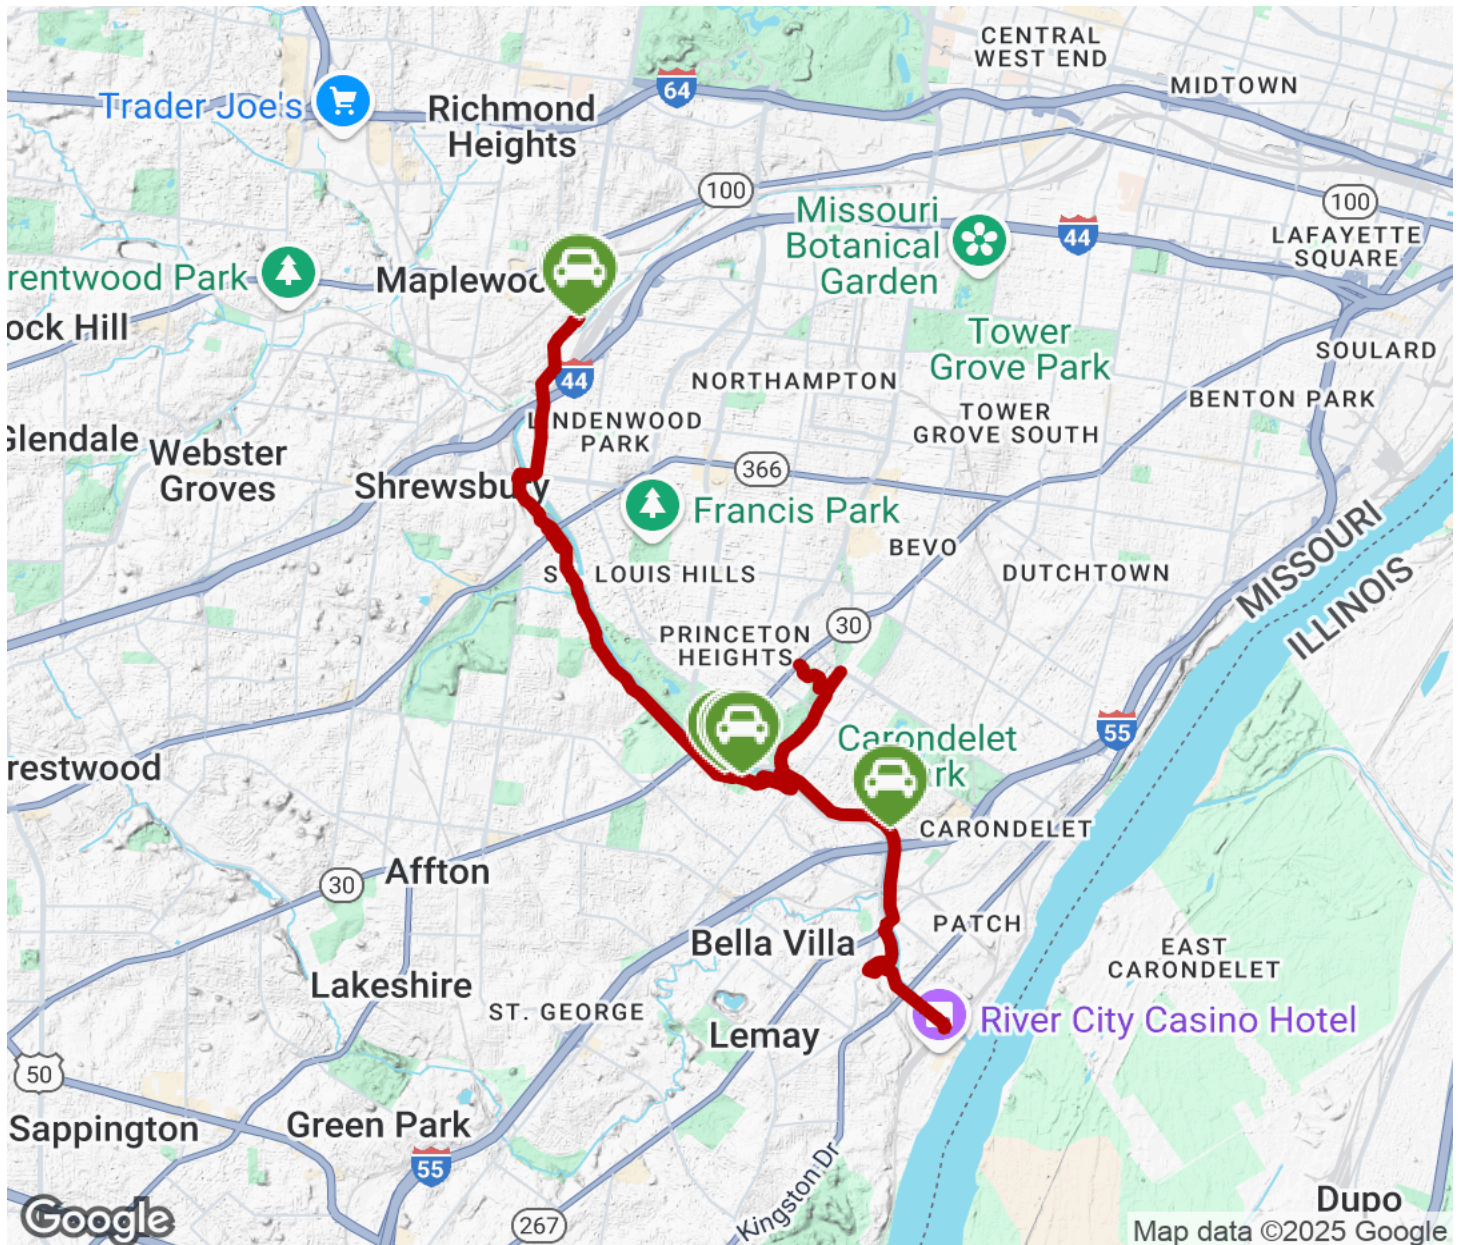 CENTRAL
WEST END
MIDTOWN
64
Trader Joe's
Richmond
Heights
100
Missouri
Botanical
Garden
44
100
LAFAYETTE
SQUARE
rentwood Park
Maplewoo
ock Hill
Tower
Grove Park
SOULARD
44
NORTHAMPTON
BENTON PARK
TOWER
GROVE SOUTH
LINDENWOOD
PARK
Glendale
Webster
Groves
366
Shrewsbury
Francis Park
BEVO
MISSOURI
ILLINOIS
S LOUIS HILLS
DUTCHTOWN
30
PRINCETON
HEIGHTS
55
Carondelet
rk
restwood
CARONDELET
Affton
30
PATCH
Bella Villa
EAST
CARONDELET
Lakeshire
ST. GEORGE
River City Casino Hotel
Lemay
50
Sappington
Green Park
55
Kingston Dr
Dupo
267
Google
Map data ©2025 Google